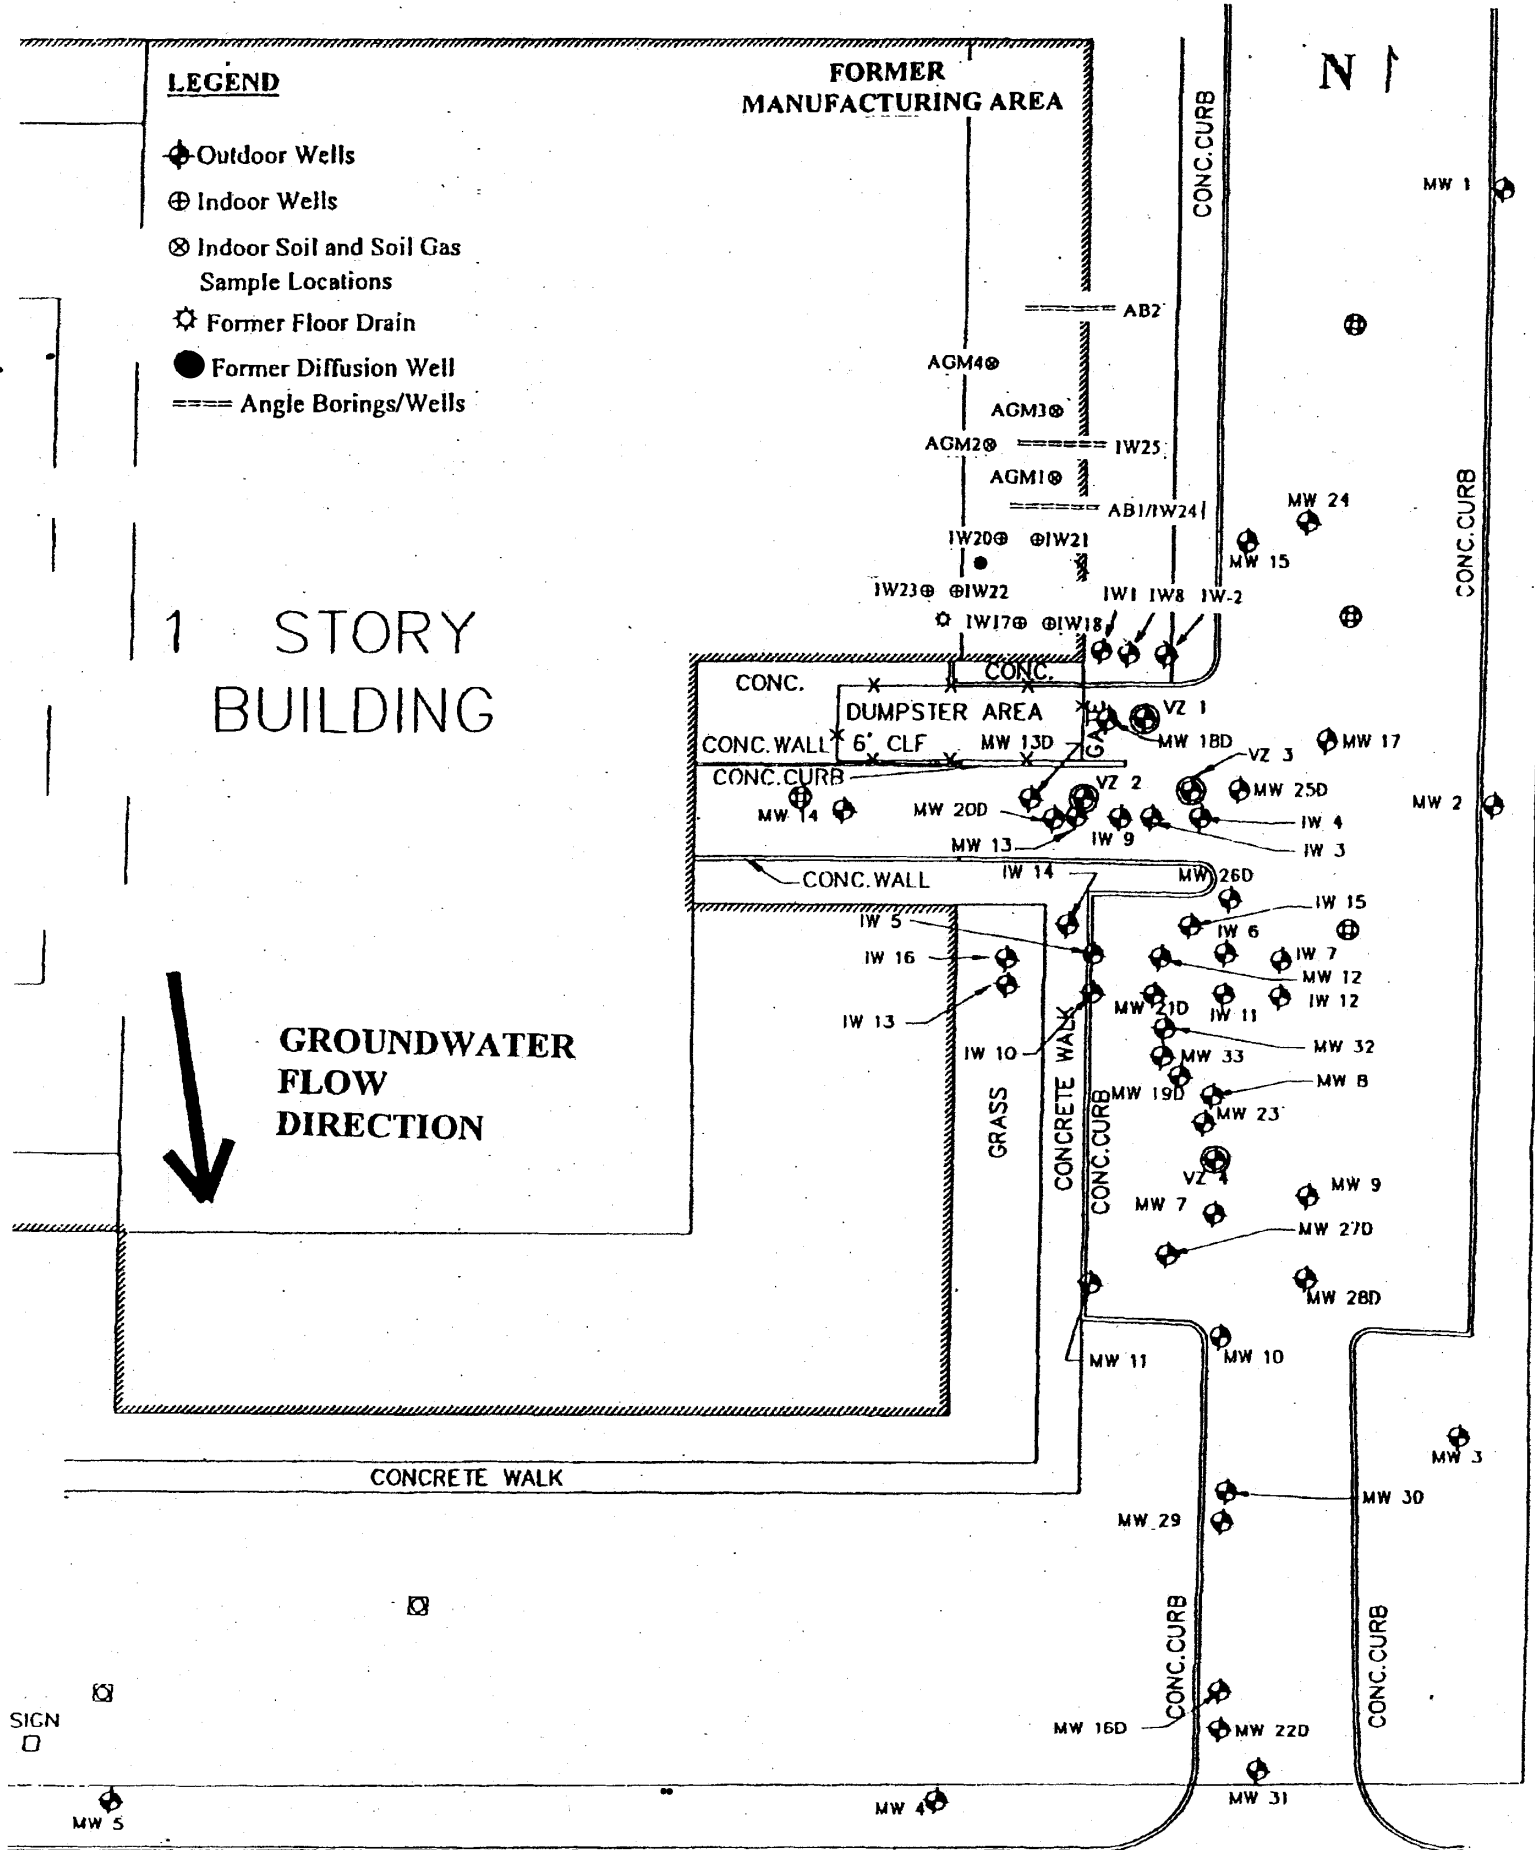 LEGEND
Outdoor Wells
Indoor Wells
Indoor Soil and Soil Gas
Sample Locations
Former Floor Drain
Former Diffusion Well
Angle Borings/Wells
FORMER
MANUFACTURING AREA
N
CONC.CURB
MW 1
AB2
AGM4
AGM3
AGM2
IW25
AGM1
AB1/IW24
MW 24
CONC.CURB
MW 15
IW20
IW21
IW23
IW22
IW1
IW8
IW-2
IW17
IW18
1 STORY
BUILDING
CONC.
CONC.
DUMPSTER AREA
GATE
VZ 1
CONC.WALL
6' CLF
MW 13D
MW 18D
MW 17
VZ 3
CONC.CURB
VZ 2
MW 25D
MW 2
MW 14
MW 20D
IW 4
MW 13
IW 9
IW 3
CONC.WALL
IW 14
MW 26D
IW 15
IW 5
IW 6
IW 16
IW 7
MW 12
MW 21D
IW 11
IW 12
IW 13
IW 10
MW 32
MW 33
MW 8
MW 19D
MW 23
GRASS
CONCRETE WALK
CONC.CURB
GROUNDWATER
FLOW
DIRECTION
VZ 4
MW 9
MW 7
MW 27D
MW 28D
MW 11
MW 10
MW 3
CONCRETE WALK
MW 30
MW 29
CONC.CURB
CONC.CURB
SIGN
MW 16D
MW 22D
MW 31
MW 5
MW 4